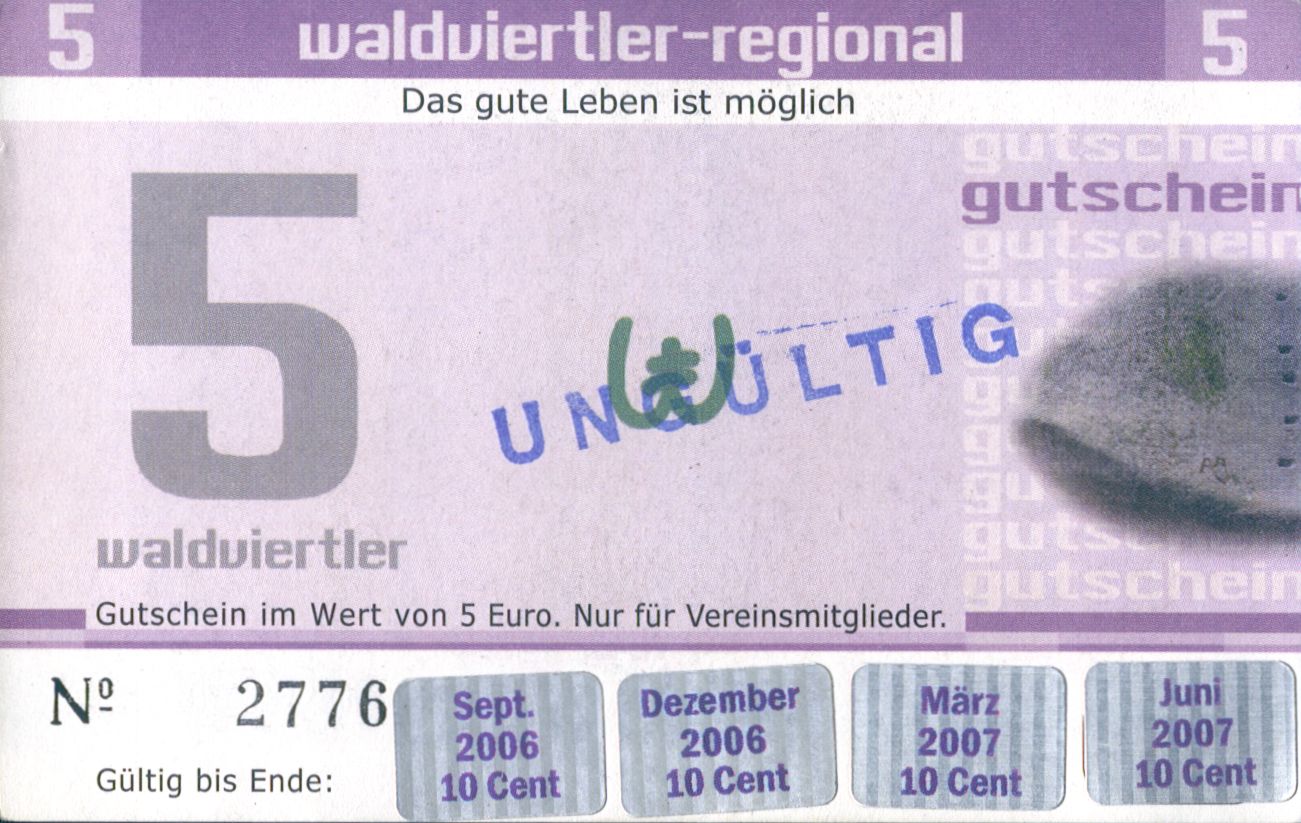 5 waldviertler-regional 5
Das gute Leben ist möglich
gutschein
gutschein
gutschein
5
UNGÜLTIG
gutschein
waldviertler
gutschein
Gutschein im Wert von 5 Euro. Nur für Vereinsmitglieder.
Nº 2776
Gültig bis Ende:
Sept. 2006 10 Cent
Dezember 2006 10 Cent
März 2007 10 Cent
Juni 2007 10 Cent